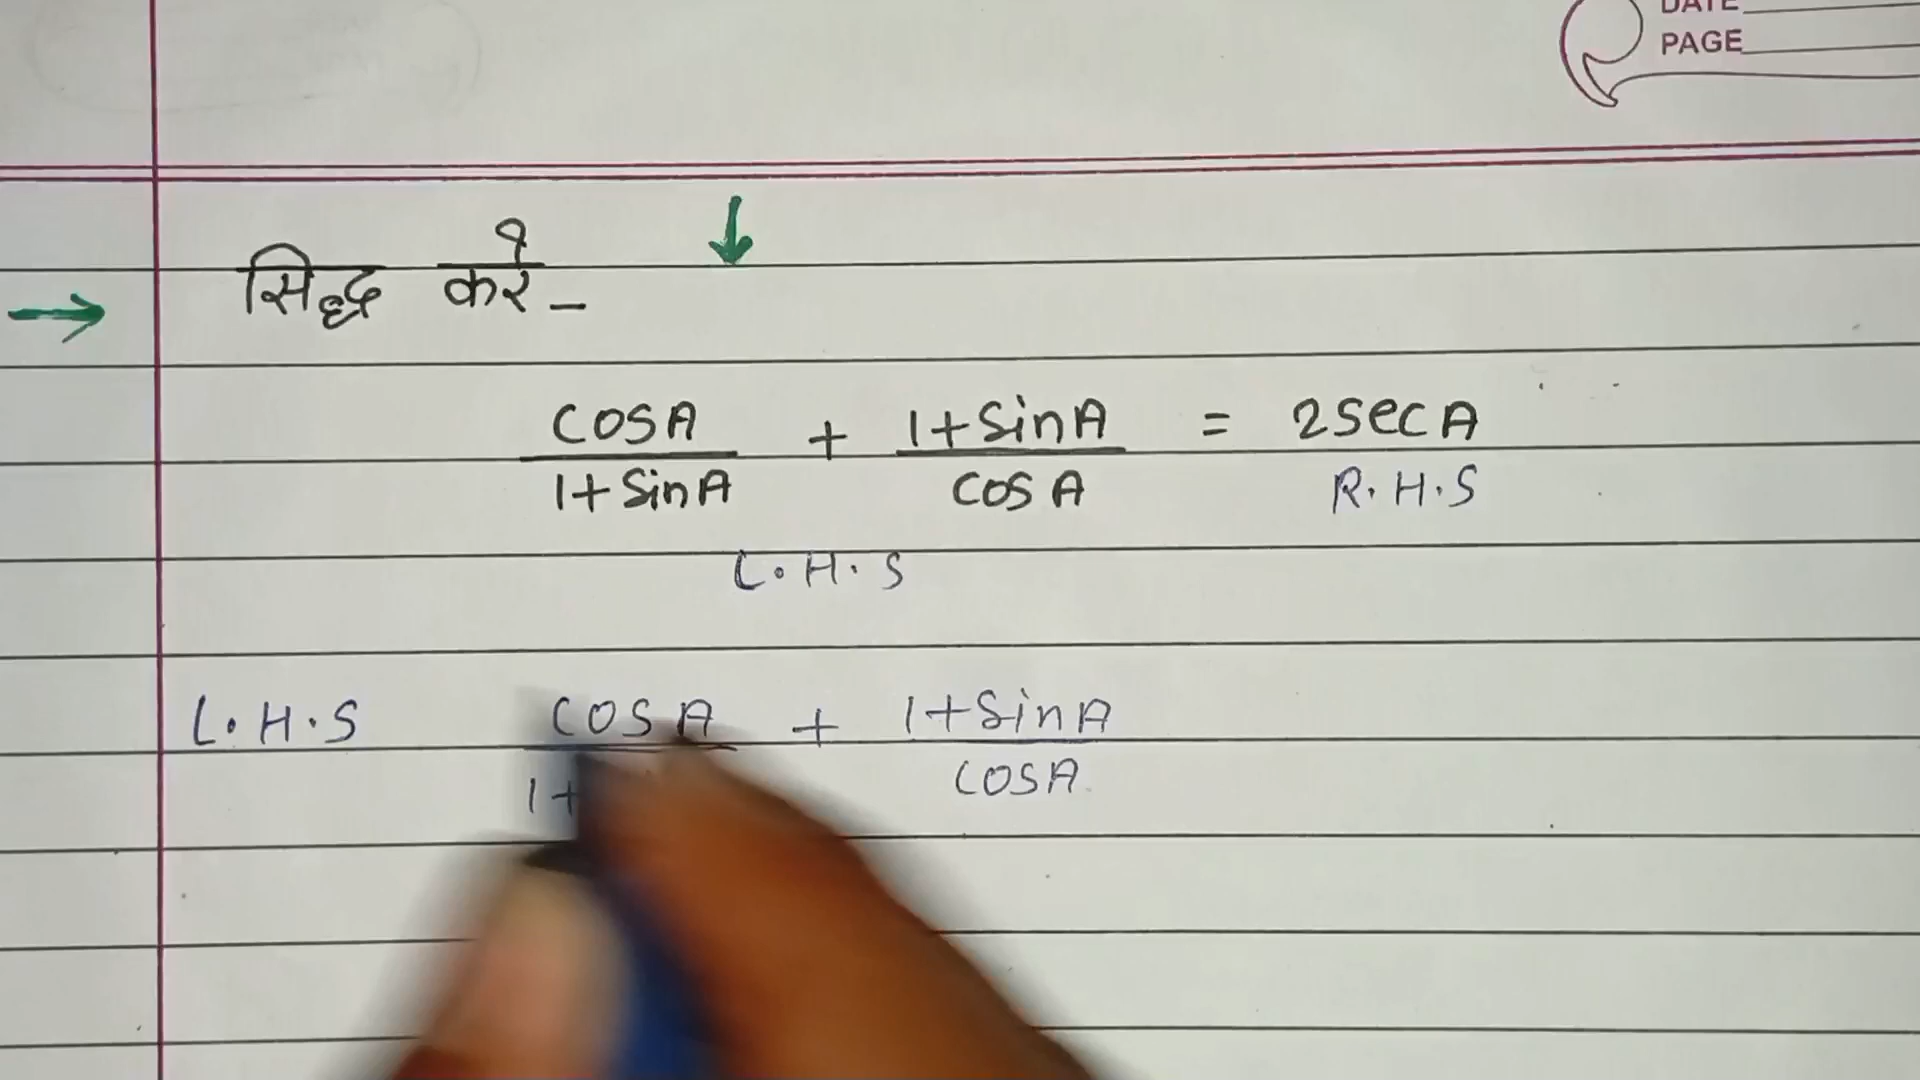 DATE
PAGE
सिद्ध करे -
cosA/1+SinA + 1+SinA/cosA = 2secA
R.H.S
L.H.S
L.H.S cosA/1+ + 1+SinA/cosA